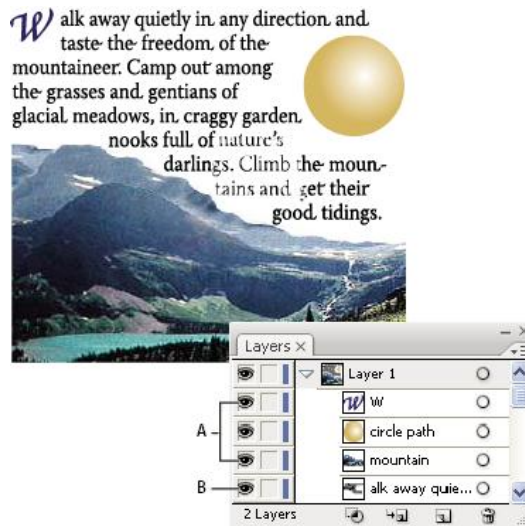 W alk away quietly in any direction and
taste the freedom of the
mountaineer. Camp out among
the grasses and gentians of
glacial meadows, in craggy garden
nooks full of nature's
darlings. Climb the moun-
tains and get their
good tidings.
Layers ×
Layer 1
W W
A
circle path
mountain
B
alk away quie...
2 Layers